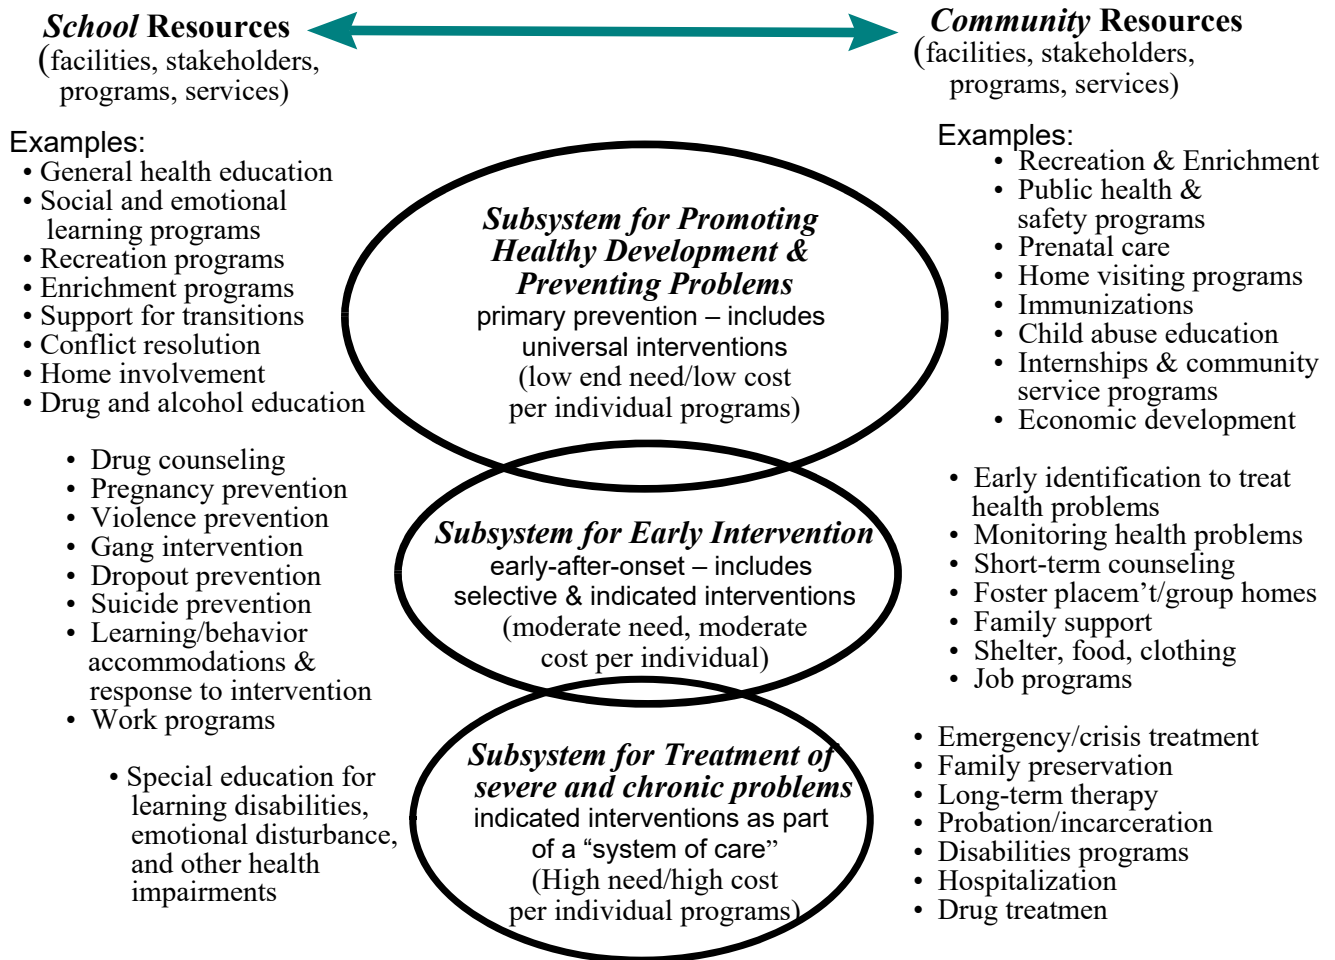 School Resources
(facilities, stakeholders,
programs, services)
Examples:
• General health education
• Social and emotional
learning programs
• Recreation programs
• Enrichment programs
• Support for transitions
• Conflict resolution
• Home involvement
• Drug and alcohol education
• Drug counseling
• Pregnancy prevention
• Violence prevention
• Gang intervention
• Dropout prevention
• Suicide prevention
• Learning/behavior
accommodations &
response to intervention
• Work programs
• Special education for
learning disabilities,
emotional disturbance,
and other health
impairments
Subsystem for Promoting
Healthy Development &
Preventing Problems
primary prevention – includes
universal interventions
(low end need/low cost
per individual programs)
Subsystem for Early Intervention
early-after-onset – includes
selective & indicated interventions
(moderate need, moderate
cost per individual)
Subsystem for Treatment of
severe and chronic problems
indicated interventions as part
of a “system of care”
(High need/high cost
per individual programs)
Community Resources
(facilities, stakeholders,
programs, services)
Examples:
• Recreation & Enrichment
• Public health &
safety programs
• Prenatal care
• Home visiting programs
• Immunizations
• Child abuse education
• Internships & community
service programs
• Economic development
• Early identification to treat
health problems
• Monitoring health problems
• Short-term counseling
• Foster placem’t/group homes
• Family support
• Shelter, food, clothing
• Job programs
• Emergency/crisis treatment
• Family preservation
• Long-term therapy
• Probation/incarceration
• Disabilities programs
• Hospitalization
• Drug treatmen